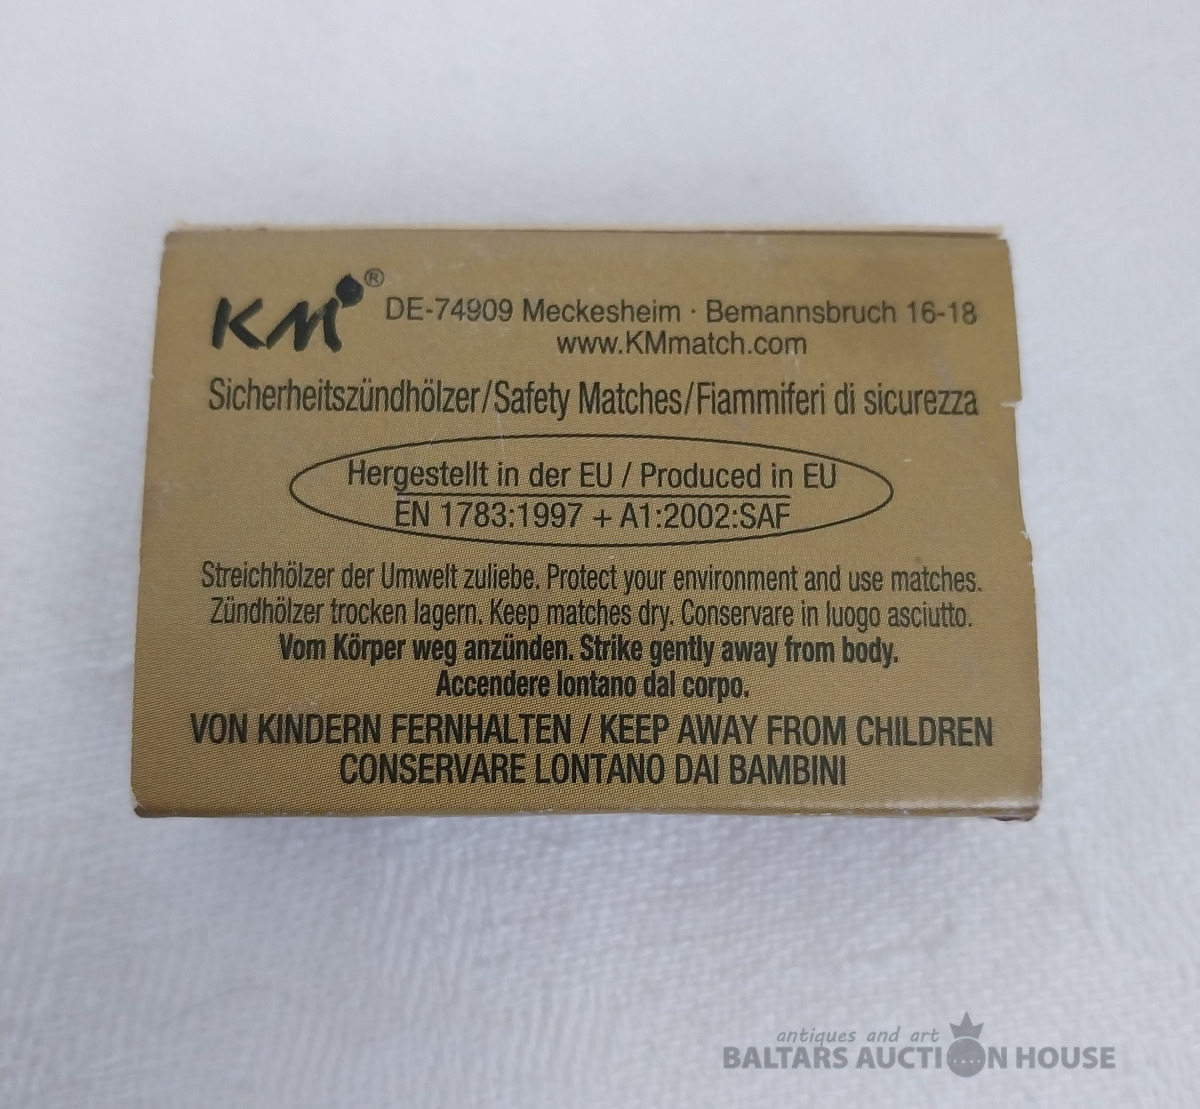 KM® DE-74909 Meckesheim · Bemannsbruch 16-18
www.KMmatch.com
Sicherheitszündhölzer/Safety Matches/Fiammiferi di sicurezza
Hergestellt in der EU / Produced in EU
EN 1783:1997 + A1:2002:SAF
Streichhölzer der Umwelt zuliebe. Protect your environment and use matches.
Zündhölzer trocken lagern. Keep matches dry. Conservare in luogo asciutto.
Vom Körper weg anzünden. Strike gently away from body.
Accendere lontano dal corpo.
VON KINDERN FERNHALTEN / KEEP AWAY FROM CHILDREN
CONSERVARE LONTANO DAI BAMBINI
antiques and art
BALTARS AUCTION HOUSE